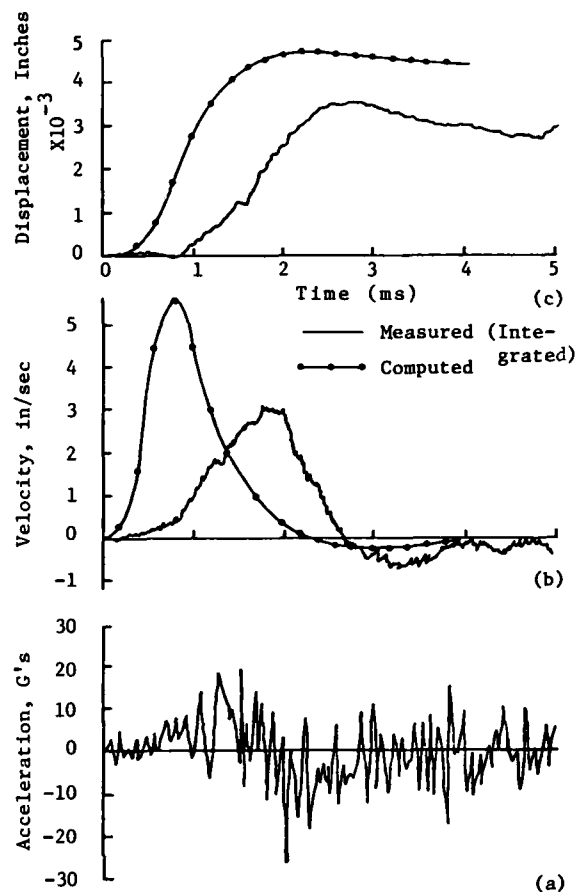 Displacement, Inches
X10-3
5
4
3
2
1
0
0 1 2 3 4 5
Time (ms)
(c)
Measured (Inte-
grated)
Computed
Velocity, in/sec
5
4
3
2
1
0
-1
(b)
Acceleration, G's
30
20
10
0
-10
-20
-30
(a)